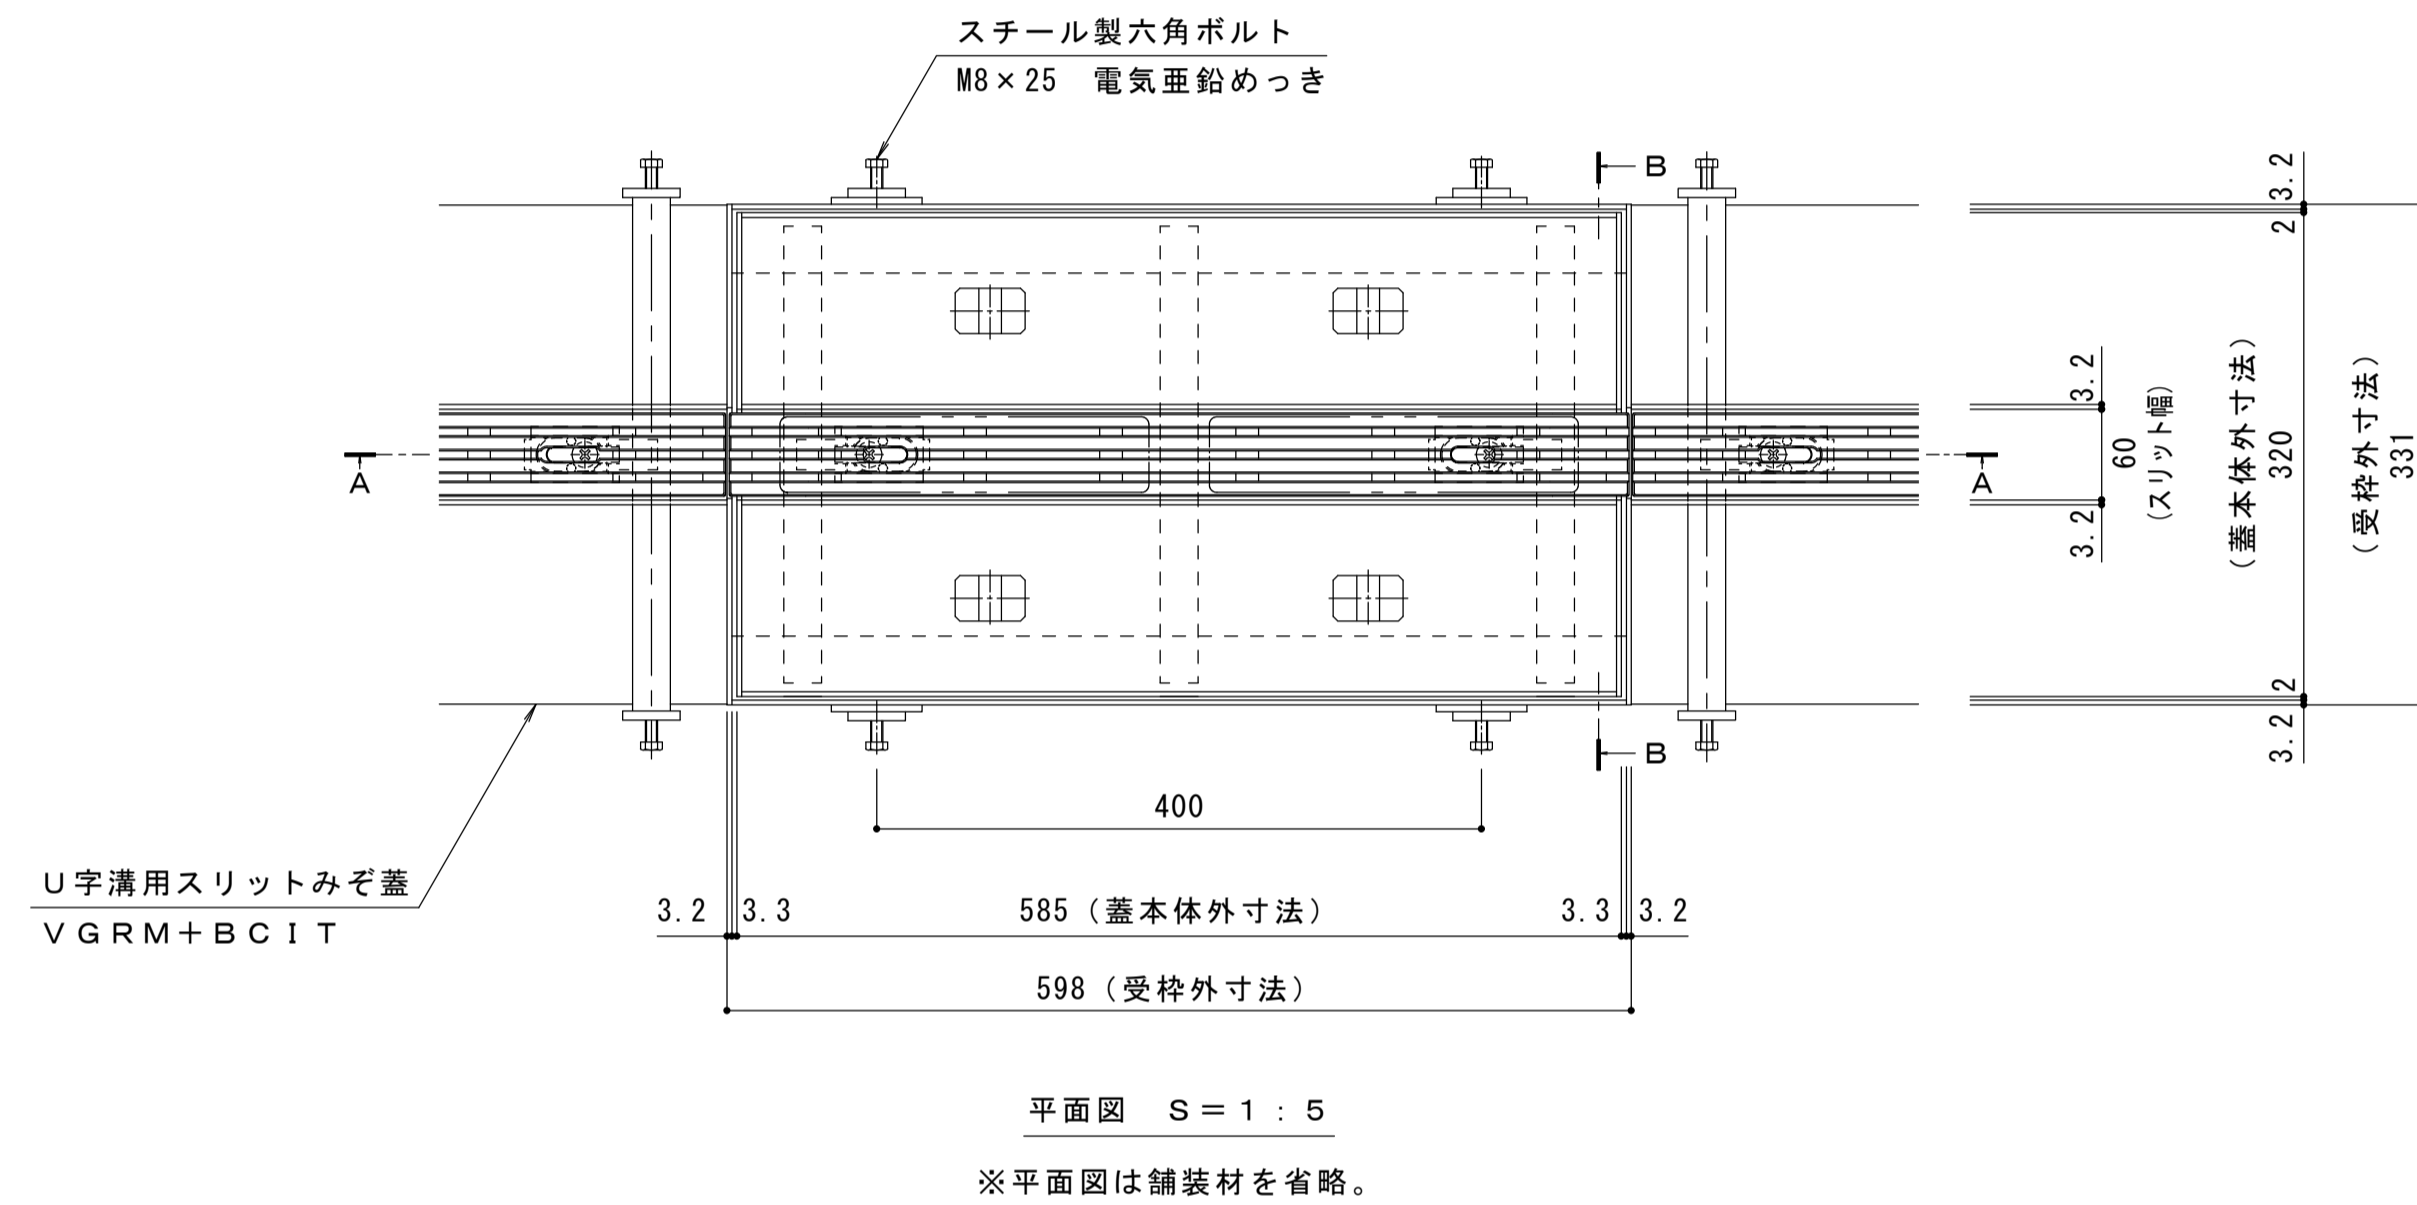 スチール製六角ボルト
M8×25 電気亜鉛めっき
B
3.2
2
3.2
60
(スリット幅)
3.2
(蓋本体外寸法)
320
(受枠外寸法)
331
A
A
2
3.2
B
400
U字溝用スリットみぞ蓋
VGRM+BCIT
3.2 3.3 585(蓋本体外寸法) 3.3 3.2
598(受枠外寸法)
平面図 S=1:5
※平面図は舗装材を省略。